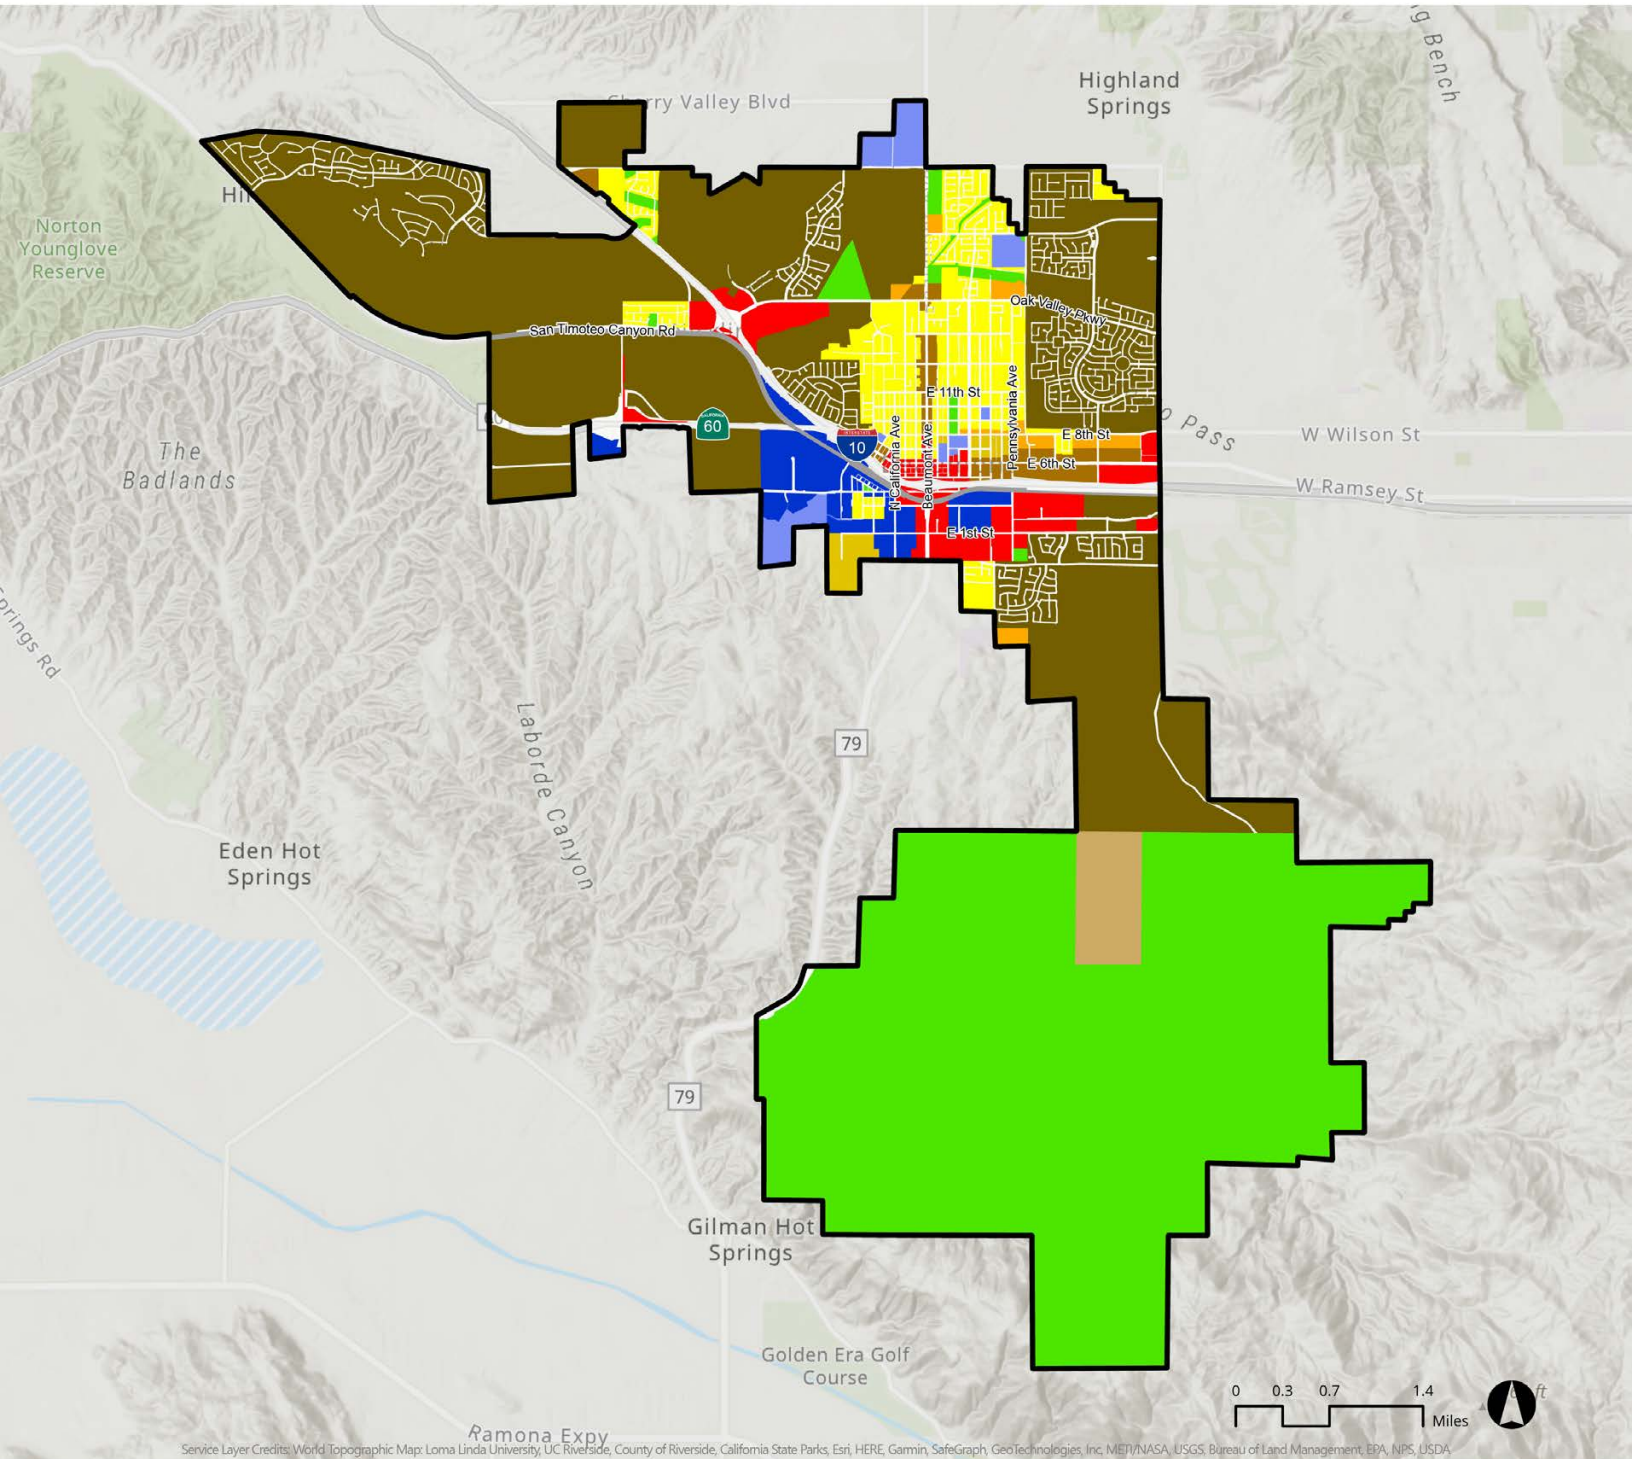 Highland
Springs
Cherry Valley Blvd
Bench
Hil
Norton
Younglove
Reserve
Oak Valley Pkwy
San Timoteo Canyon Rd
E 11th St
Pennsylvania Ave
N California Ave
Beaumont Ave
CALIFORNIA
60
60
INTERSTATE
10
E 8th St
E 6th St
Pass
W Wilson St
W Ramsey St
The
Badlands
E 1st St
Springs Rd
Laborde Canyon
79
Eden Hot
Springs
79
Gilman Hot
Springs
Golden Era Golf
Course
0 0.3 0.7 1.4
Miles
ft
Ramona Expy
Service Layer Credits: World Topographic Map: Loma Linda University, UC Riverside, County of Riverside, California State Parks, Esri, HERE, Garmin, SafeGraph, GeoTechnologies, Inc, METI/NASA, USGS, Bureau of Land Management, EPA, NPS, USDA